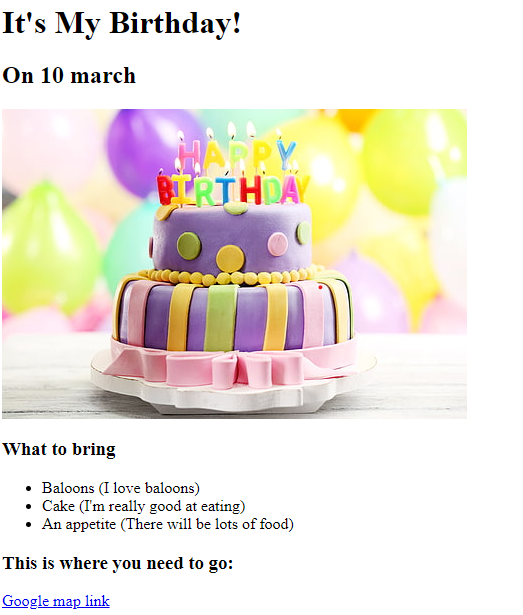 It's My Birthday!
On 10 march
HAPPY
BIRTHDAY
What to bring
Baloons (I love baloons)
Cake (I'm really good at eating)
An appetite (There will be lots of food)
This is where you need to go:
Google map link